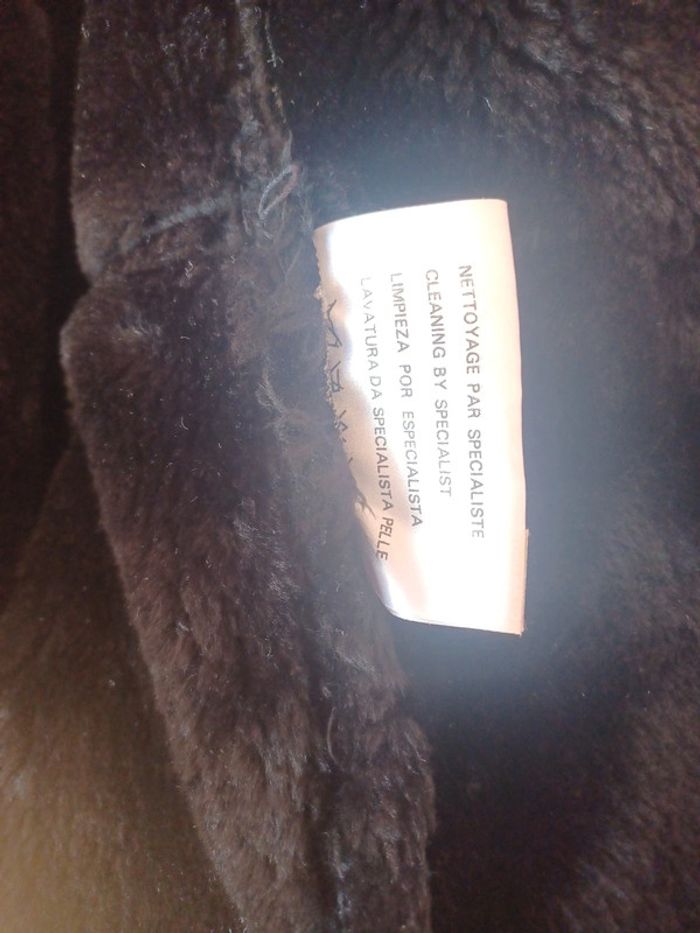 NETTOYAGE PAR SPECIALISTE
CLEANING BY SPECIALIST
LIMPIEZA POR ESPECIALISTA
LAVATURA DA SPECIALISTA PELLE